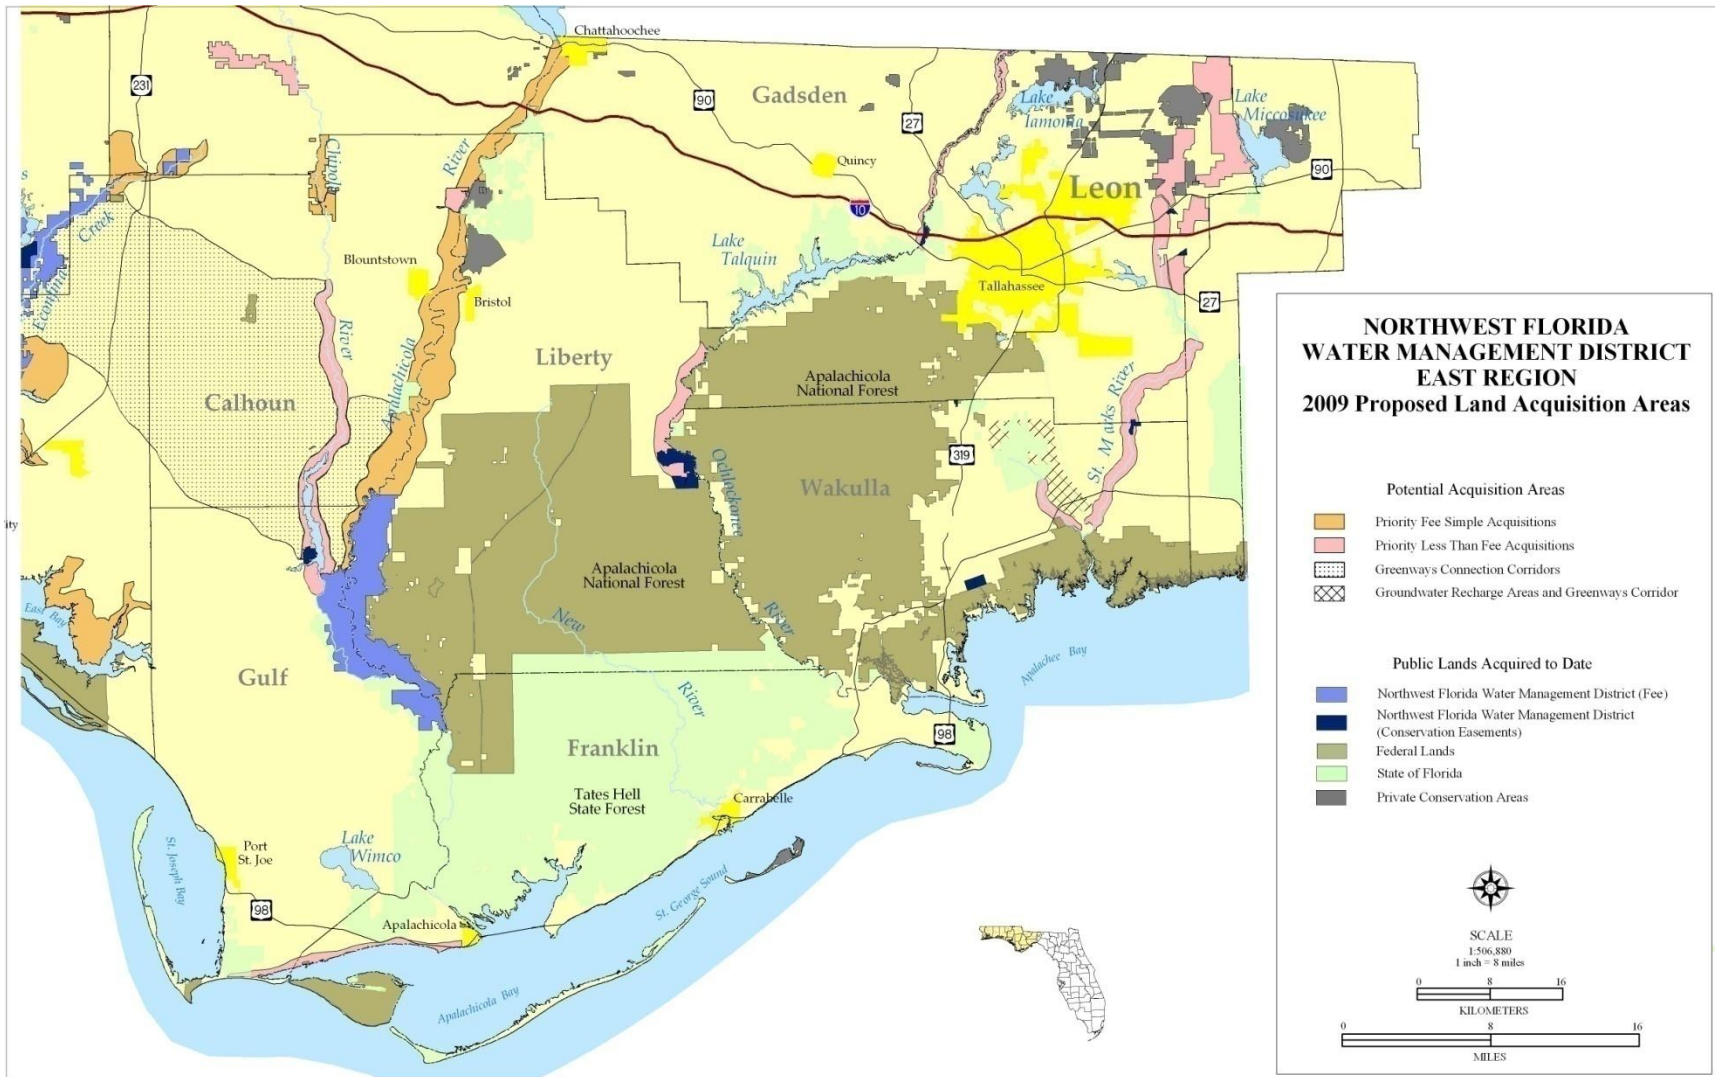 Chattahoochee
231
90
Gadsden
27
Lake
Iamonia
Lake
Miccosukee
River
Quincy
Leon
90
10
Creek
Lake
Talquin
Blountstown
Tallahassee
Bristol
27
Econfina
River
Liberty
Apalachicola
National Forest
Apalachicola
Calhoun
St. Marks River
319
Ochlockonee
Wakulla
ity
Apalachicola
National Forest
East Bay
New
River
Apalachee Bay
Gulf
River
98
Franklin
Tates Hell
State Forest
Carrabelle
Port
St. Joe
Lake
Wimco
St. Joseph Bay
St. George Sound
98
Apalachicola
Apalachicola Bay
NORTHWEST FLORIDA
WATER MANAGEMENT DISTRICT
EAST REGION
2009 Proposed Land Acquisition Areas
Potential Acquisition Areas
Priority Fee Simple Acquisitions
Priority Less Than Fee Acquisitions
Greenways Connection Corridors
Groundwater Recharge Areas and Greenways Corridor
Public Lands Acquired to Date
Northwest Florida Water Management District (Fee)
Northwest Florida Water Management District
(Conservation Easements)
Federal Lands
State of Florida
Private Conservation Areas
SCALE
1:506,880
1 inch = 8 miles
0 8 16
KILOMETERS
0 8 16
MILES